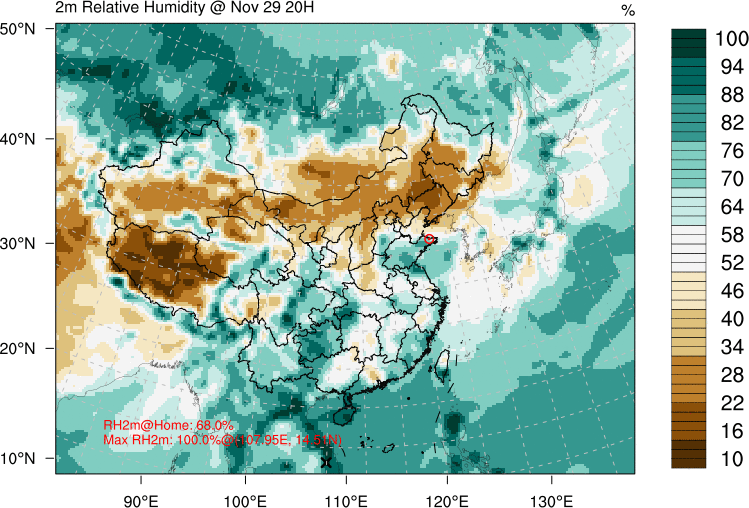 2m Relative Humidity @ Nov 29 20H
%
50°N
40°N
30°N
20°N
10°N
90°E
100°E
110°E
120°E
130°E
100
94
88
82
76
70
64
58
52
46
40
34
28
22
16
10
RH2m@Home: 68.0%
Max RH2m: 100.0%@(107.95E, 11.51N)